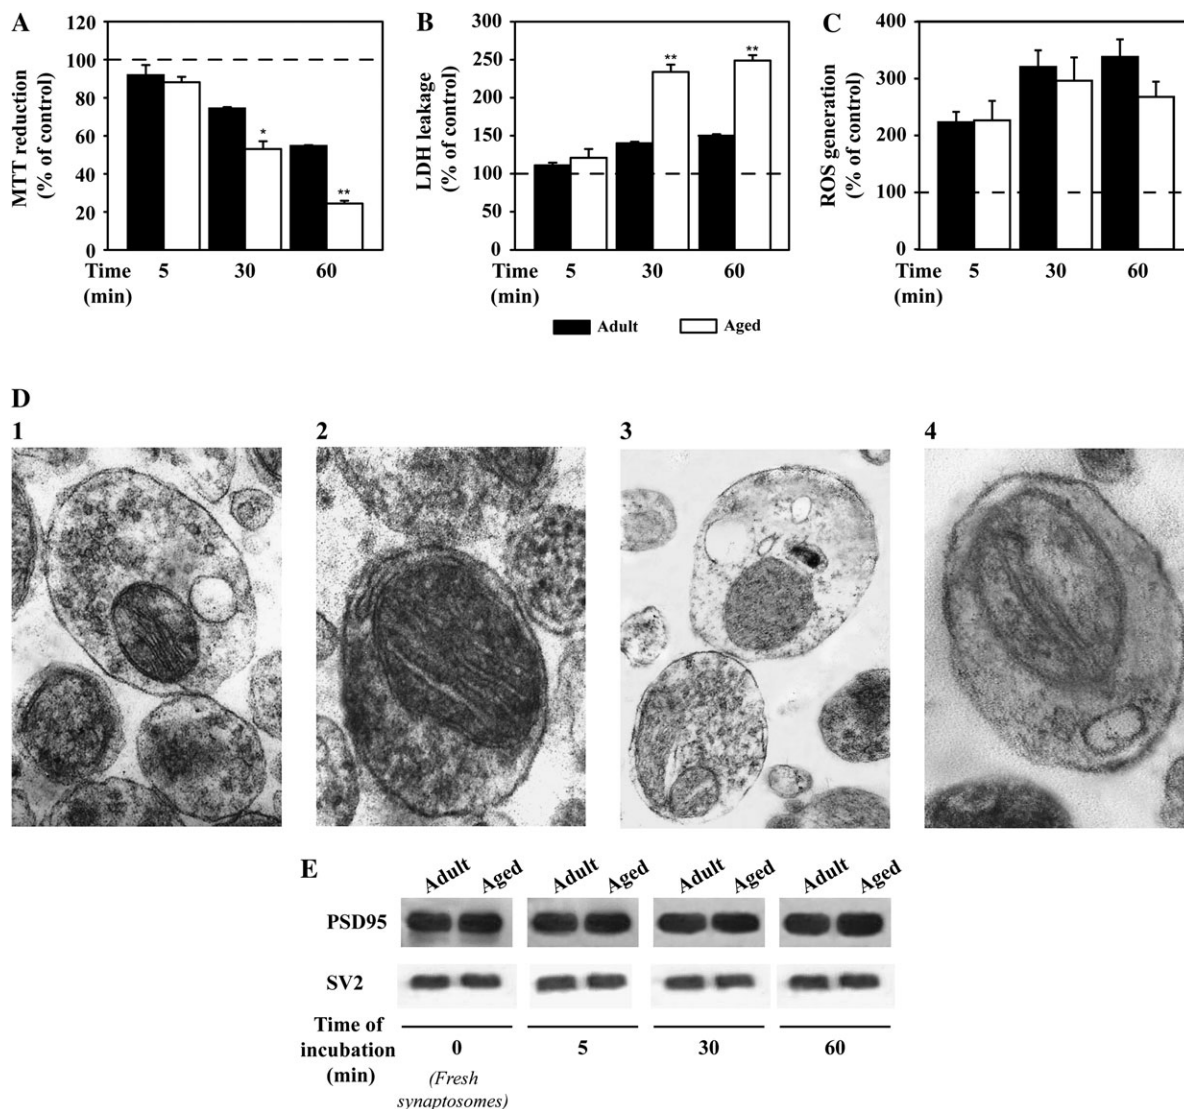 A
120
100
80
60
40
20
0
MTT reduction
(% of control)
*
**
Time
(min)
5 30 60
B
300
250
200
150
100
50
0
LDH leakage
(% of control)
**
**
Time
(min)
5 30 60
C
400
300
200
100
0
ROS generation
(% of control)
Time
(min)
5 30 60
Adult Aged
D
1 2 3 4
E
Adult Aged Adult Aged Adult Aged Adult Aged
PSD95
SV2
Time of
incubation
(min)
0 5 30 60
(Fresh
synaptosomes)